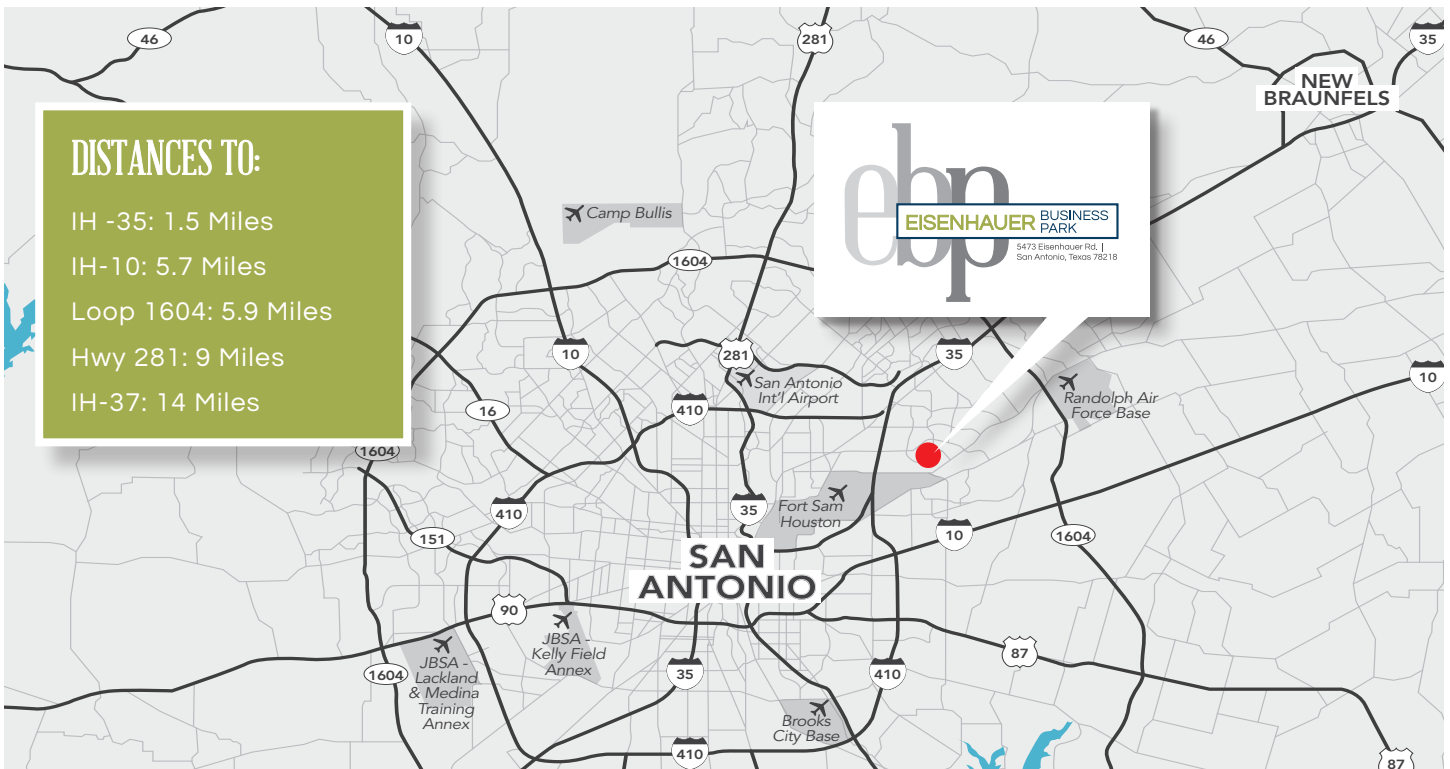 46
10
281
46
35
NEW
BRAUNFELS
DISTANCES TO:
IH -35: 1.5 Miles
IH-10: 5.7 Miles
Loop 1604: 5.9 Miles
Hwy 281: 9 Miles
IH-37: 14 Miles
ebp
EISENHAUER BUSINESS PARK
5473 Eisenhauer Rd. |
San Antonio, Texas 78218
Camp Bullis
1604
10
281
35
10
San Antonio
Int'l Airport
Randolph Air
Force Base
16
410
1604
410
35
Fort Sam
Houston
10
1604
151
SAN
ANTONIO
90
JBSA -
Kelly Field
Annex
87
JBSA -
Lackland
& Medina
Training
Annex
1604
35
410
Brooks
City Base
410
87